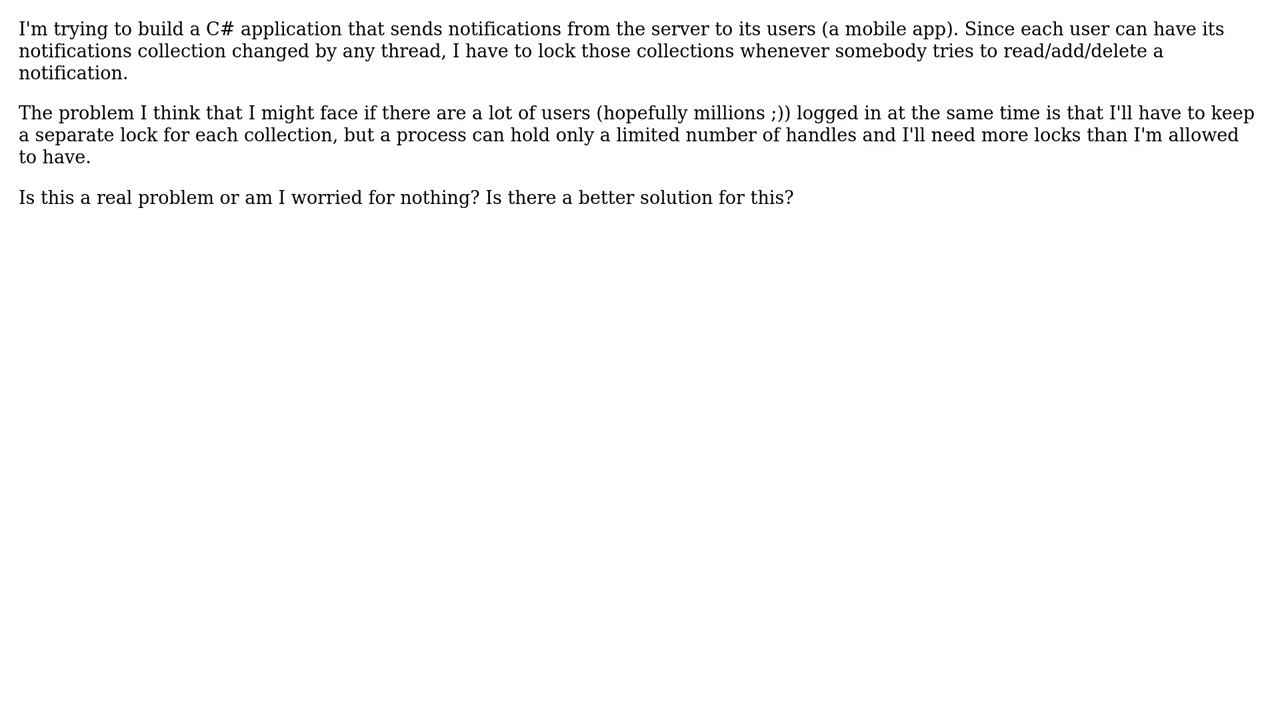 I'm trying to build a C# application that sends notifications from the server to its users (a mobile app). Since each user can have its
notifications collection changed by any thread, I have to lock those collections whenever somebody tries to read/add/delete a
notification.
The problem I think that I might face if there are a lot of users (hopefully millions ;)) logged in at the same time is that I'll have to keep
a separate lock for each collection, but a process can hold only a limited number of handles and I'll need more locks than I'm allowed
to have.
Is this a real problem or am I worried for nothing? Is there a better solution for this?